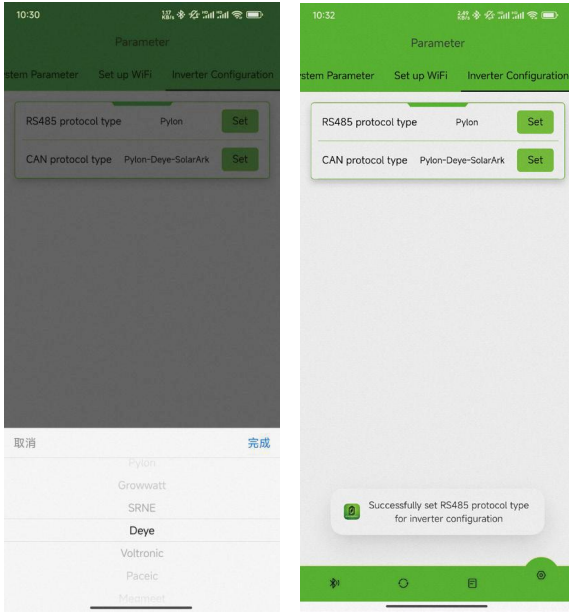 10:30
Parameter
stem Parameter Set up WiFi Inverter Configuration
RS485 protocol type Pylon Set
CAN protocol type Pylon-Deye-SolarArk Set
取消 完成
Pylon
Growwatt
SRNE
Deye
Voltronic
Paceic
Megmeet
10:32
Parameter
stem Parameter Set up WiFi Inverter Configuration
RS485 protocol type Pylon Set
CAN protocol type Pylon-Deye-SolarArk Set
Successfully set RS485 protocol type
for inverter configuration